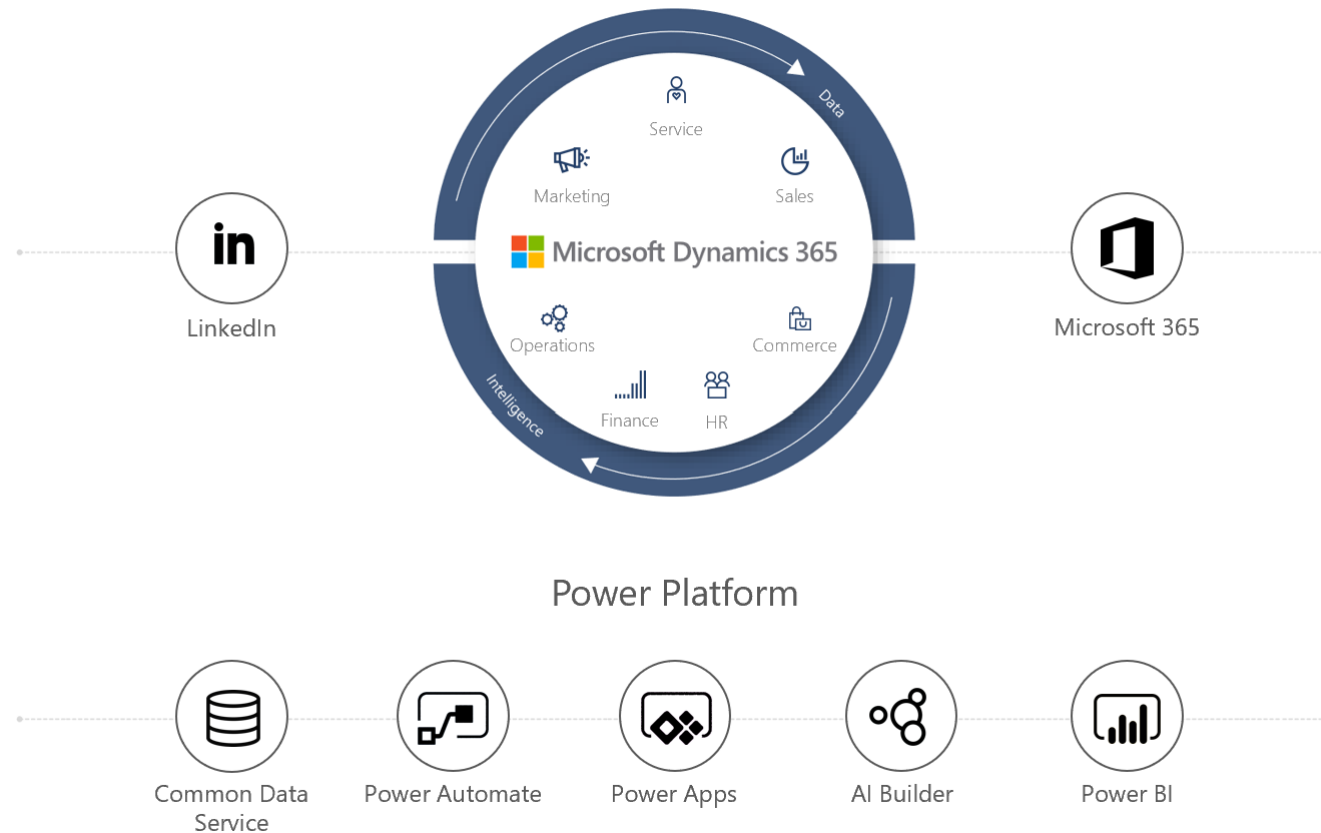 Data
Service
Marketing
Sales
in
Microsoft Dynamics 365
LinkedIn
Microsoft 365
Operations
Commerce
Intelligence
Finance
HR
Power Platform
Common Data
Service
Power Automate
Power Apps
AI Builder
Power BI